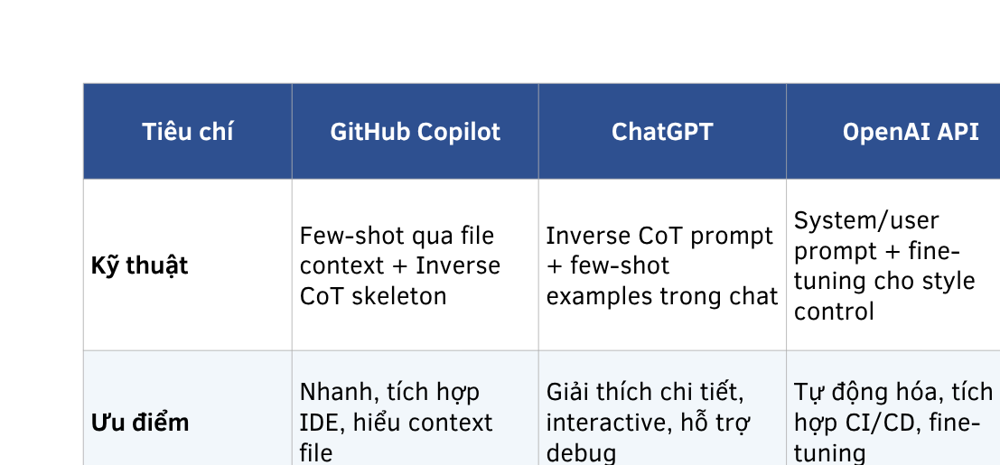 Tiêu chí
GitHub Copilot
ChatGPT
OpenAI API
Kỹ thuật
Few-shot qua file
context + Inverse
CoT skeleton
Inverse CoT prompt
+ few-shot
examples trong chat
System/user
prompt + fine-
tuning cho style
control
Ưu điểm
Nhanh, tích hợp
IDE, hiểu context
file
Giải thích chi tiết,
interactive, hỗ trợ
debug
Tự động hóa, tích
hợp CI/CD, fine-
tuning